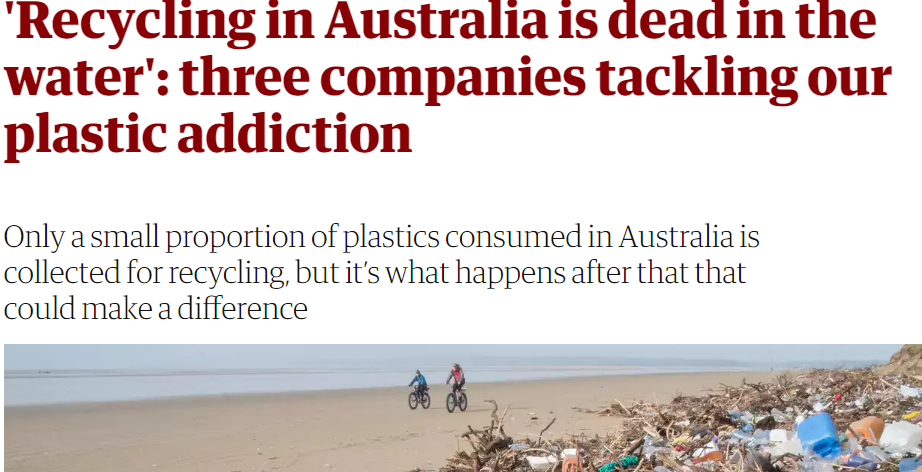 'Recycling in Australia is dead in the
water': three companies tackling our
plastic addiction
Only a small proportion of plastics consumed in Australia is
collected for recycling, but it’s what happens after that that
could make a difference